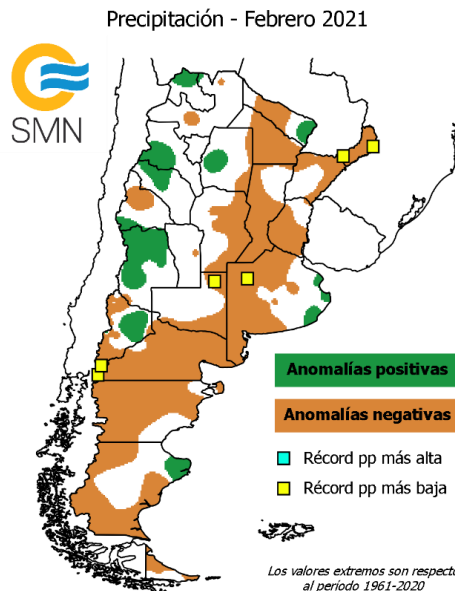 Precipitación - Febrero 2021
SMN
Anomalías positivas
Anomalías negativas
Récord pp más alta
Récord pp más baja
Los valores extremos son respecto
al período 1961-2020